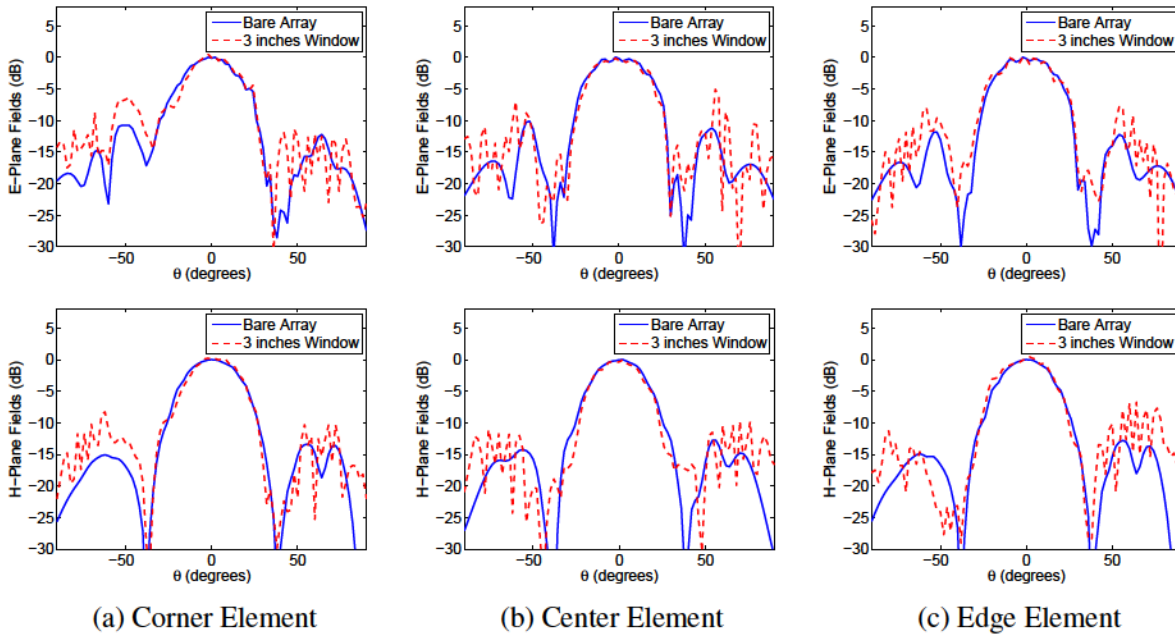 Bare Array
3 inches Window
E-Plane Fields (dB)
5
0
−5
−10
−15
−20
−25
−30
−50
0
50
θ (degrees)
Bare Array
3 inches Window
E-Plane Fields (dB)
5
0
−5
−10
−15
−20
−25
−30
−50
0
50
θ (degrees)
Bare Array
3 inches Window
E-Plane Fields (dB)
5
0
−5
−10
−15
−20
−25
−30
−50
0
50
θ (degrees)
Bare Array
3 inches Window
H-Plane Fields (dB)
5
0
−5
−10
−15
−20
−25
−30
−50
0
50
θ (degrees)
Bare Array
3 inches Window
H-Plane Fields (dB)
5
0
−5
−10
−15
−20
−25
−30
−50
0
50
θ (degrees)
Bare Array
3 inches Window
H-Plane Fields (dB)
5
0
−5
−10
−15
−20
−25
−30
−50
0
50
θ (degrees)
(a) Corner Element
(b) Center Element
(c) Edge Element